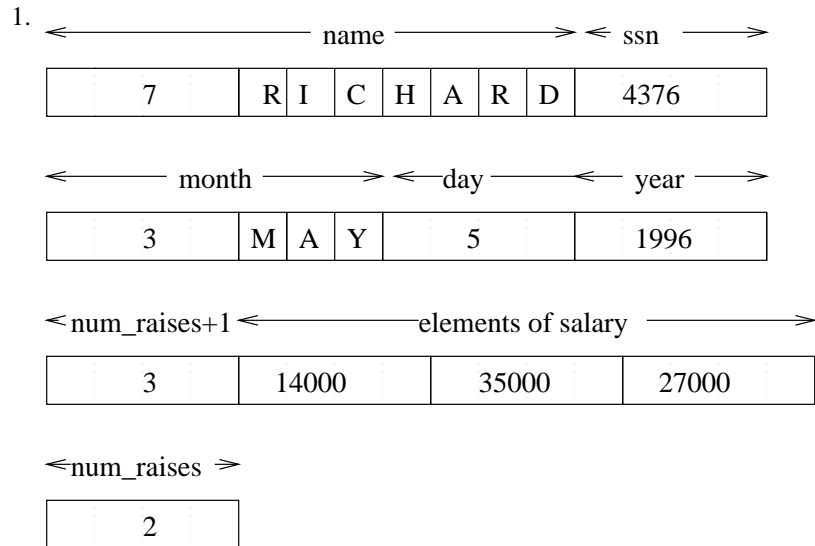 1.
name ssn
7 R I C H A R D 4376
month day year
3 M A Y 5 1996
num_raises+1 elements of salary
3 14000 35000 27000
num_raises
2